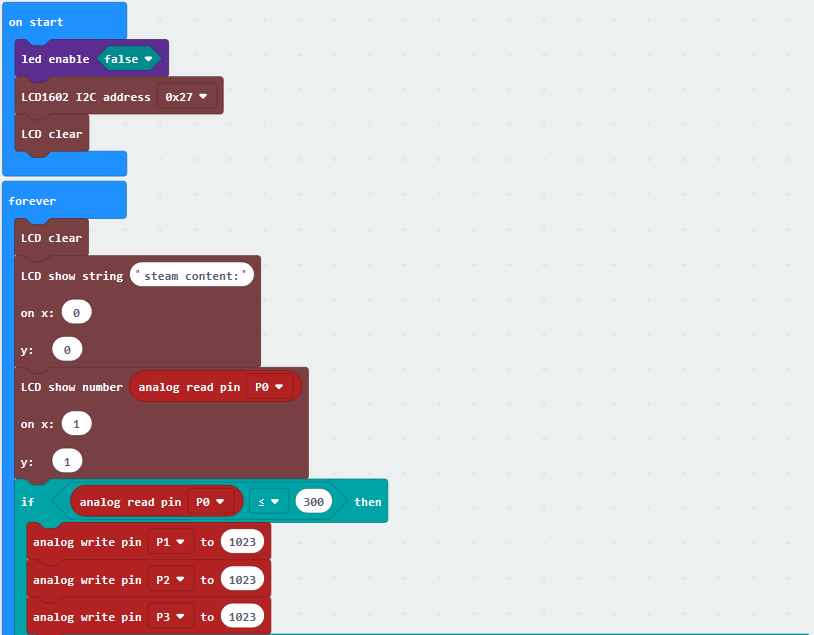 on start
led enable false
LCD1602 I2C address 0x27
LCD clear
forever
LCD clear
LCD show string "steam content:"
on x: 0
y: 0
LCD show number analog read pin P0
on x: 1
y: 1
if analog read pin P0 ≤ 300 then
analog write pin P1 to 1023
analog write pin P2 to 1023
analog write pin P3 to 1023